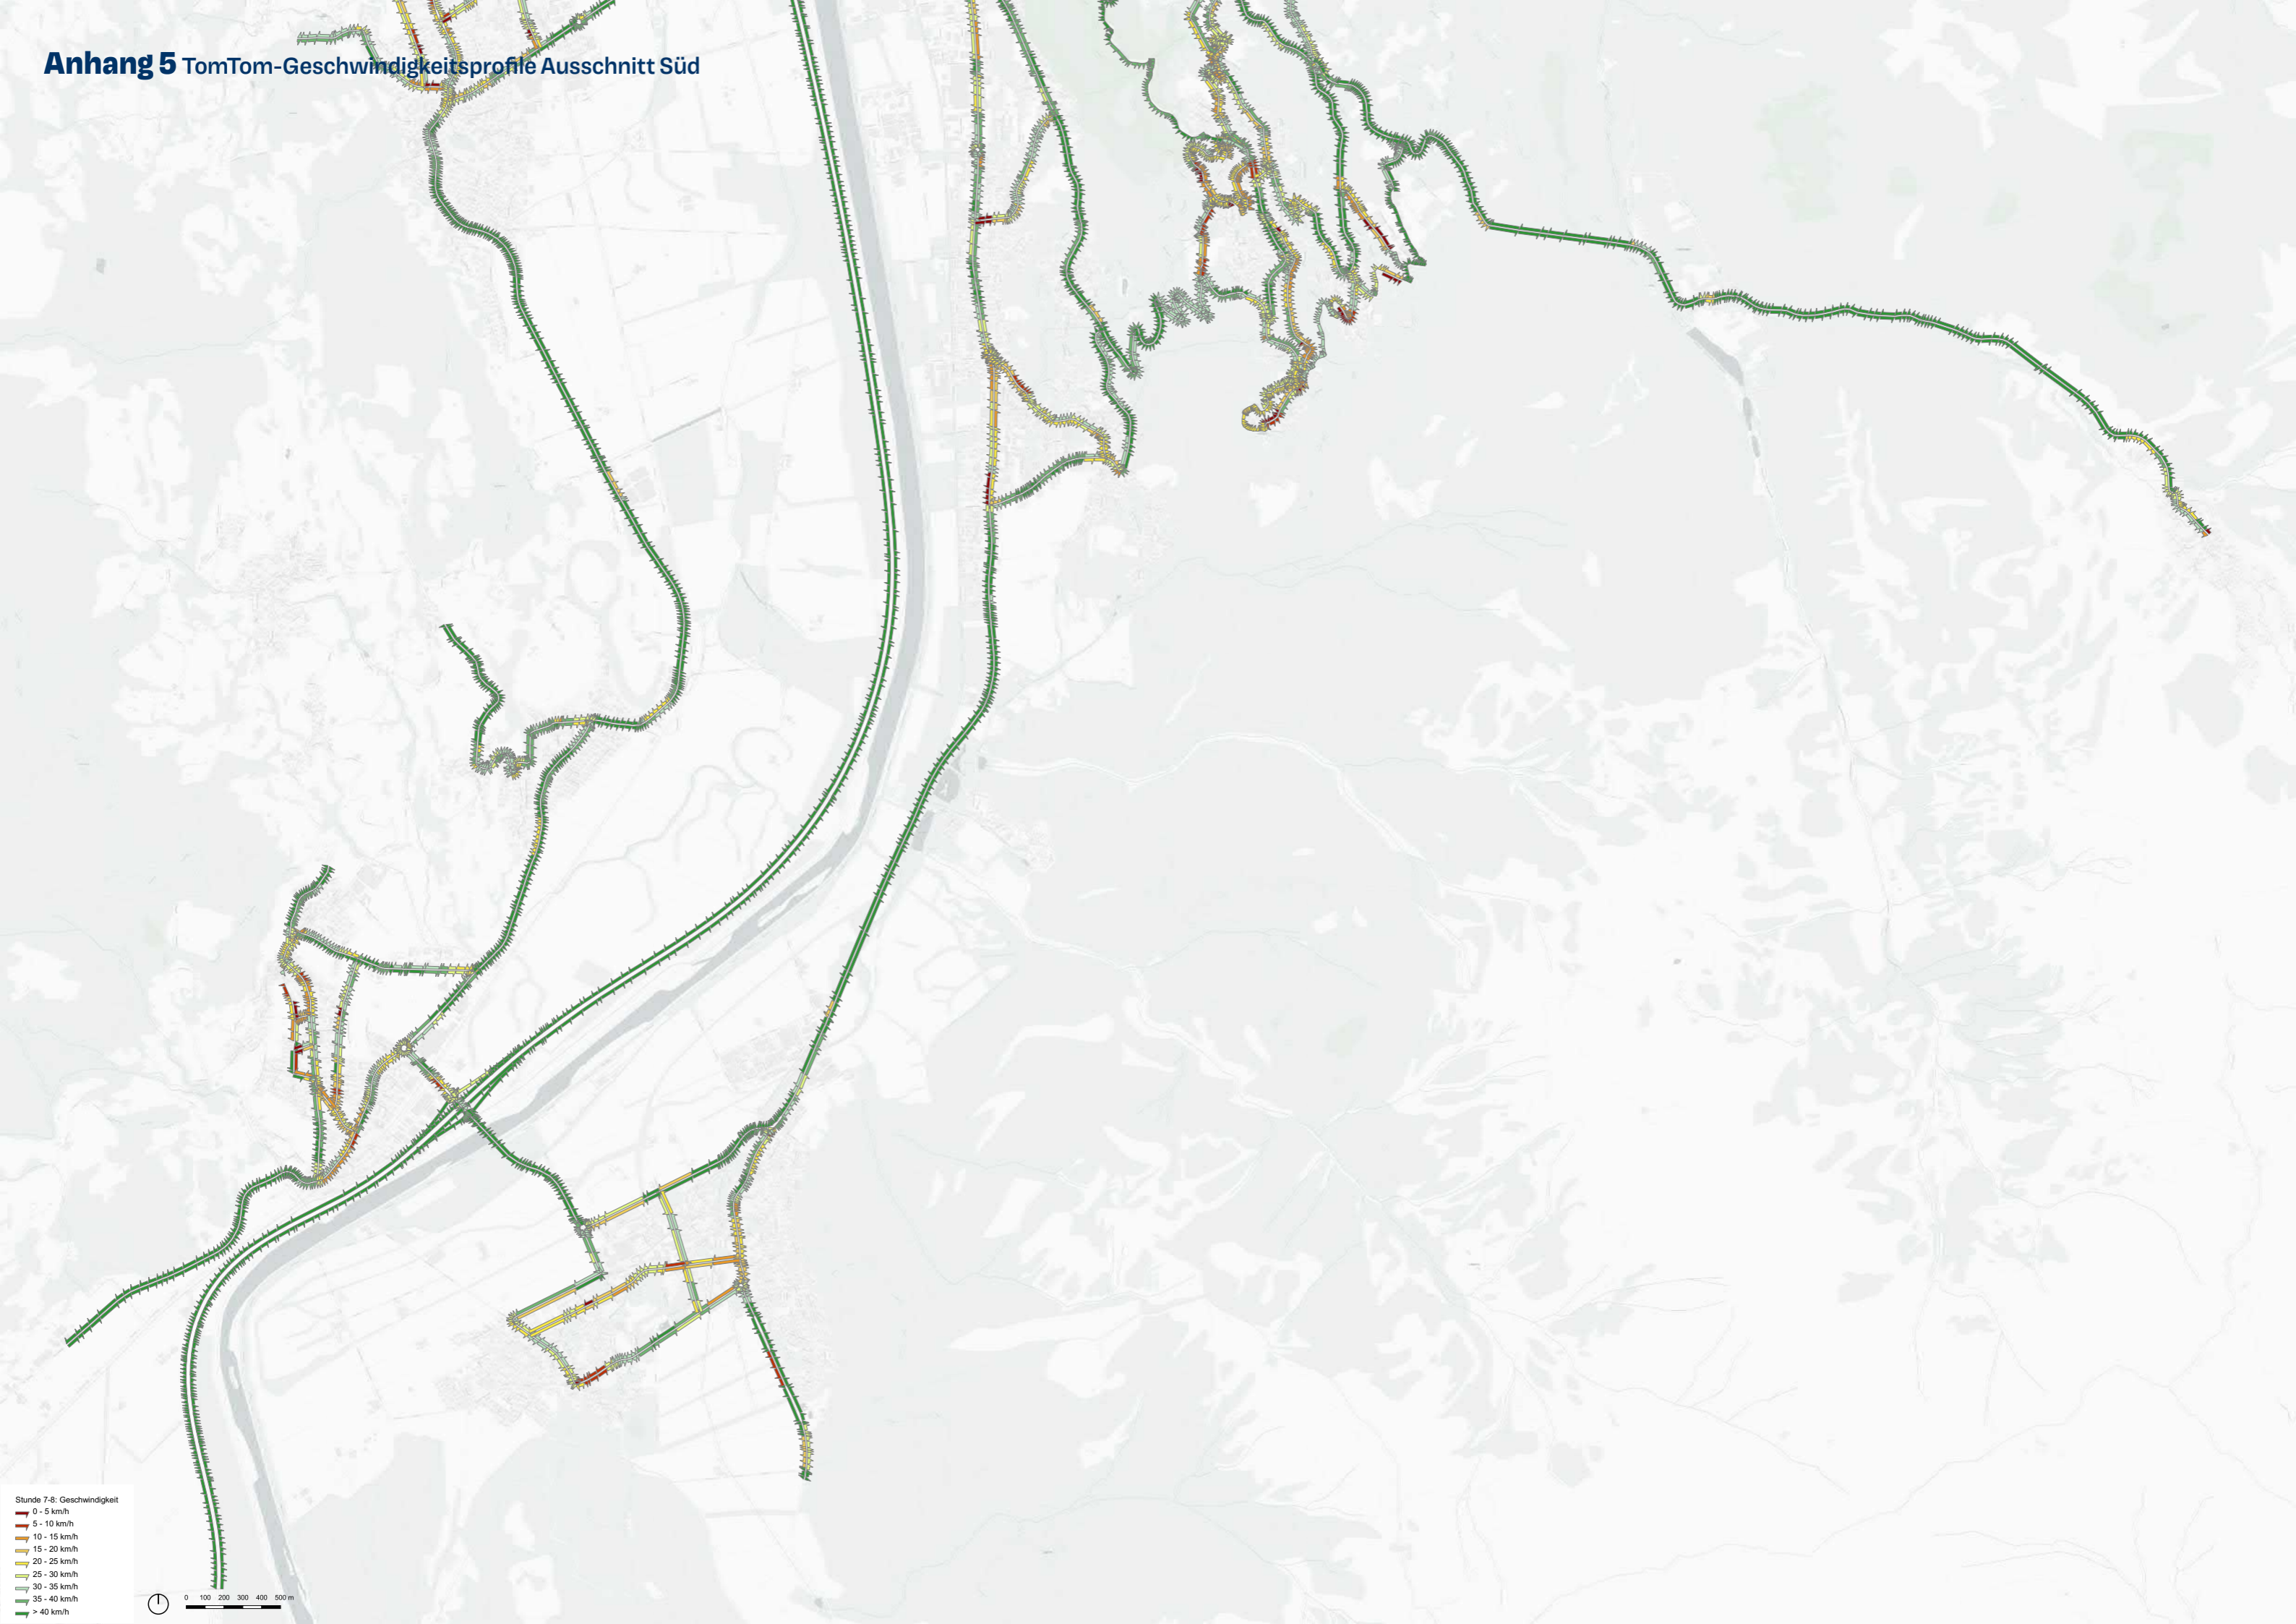 Anhang 5 TomTom-Geschwindigkeitsprofile Ausschnitt Süd
Stunde 7-8: Geschwindigkeit
0 - 5 km/h
5 - 10 km/h
10 - 15 km/h
15 - 20 km/h
20 - 25 km/h
25 - 30 km/h
30 - 35 km/h
35 - 40 km/h
> 40 km/h
0 100 200 300 400 500 m